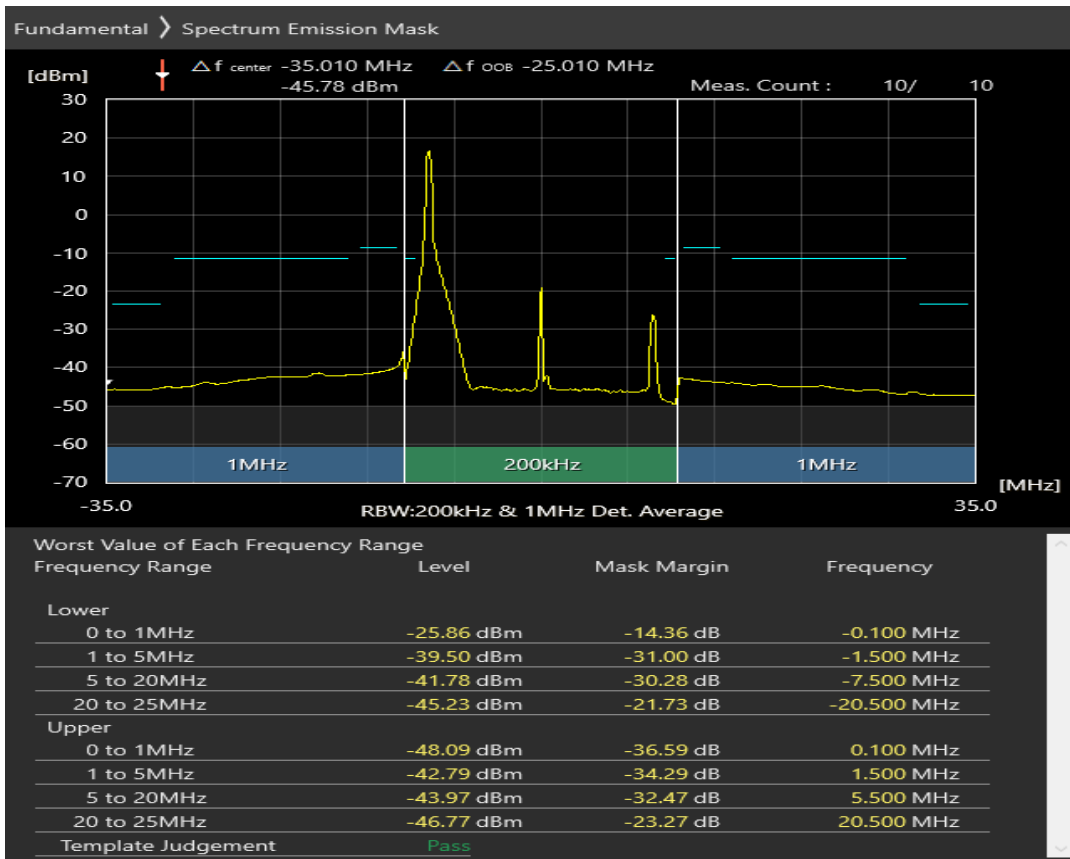 Fundamental ❯ Spectrum Emission Mask
[dBm] △f center -35.010 MHz △f OOB -25.010 MHz
-45.78 dBm Meas. Count : 10/ 10
30
20
10
0
-10
-20
-30
-40
-50
-60
-70
1MHz 200kHz 1MHz
[MHz]
-35.0 RBW:200kHz & 1MHz Det. Average 35.0
Worst Value of Each Frequency Range
Frequency Range Level Mask Margin Frequency
Lower
0 to 1MHz -25.86 dBm -14.36 dB -0.100 MHz
1 to 5MHz -39.50 dBm -31.00 dB -1.500 MHz
5 to 20MHz -41.78 dBm -30.28 dB -7.500 MHz
20 to 25MHz -45.23 dBm -21.73 dB -20.500 MHz
Upper
0 to 1MHz -48.09 dBm -36.59 dB 0.100 MHz
1 to 5MHz -42.79 dBm -34.29 dB 1.500 MHz
5 to 20MHz -43.97 dBm -32.47 dB 5.500 MHz
20 to 25MHz -46.77 dBm -23.27 dB 20.500 MHz
Template Judgement Pass